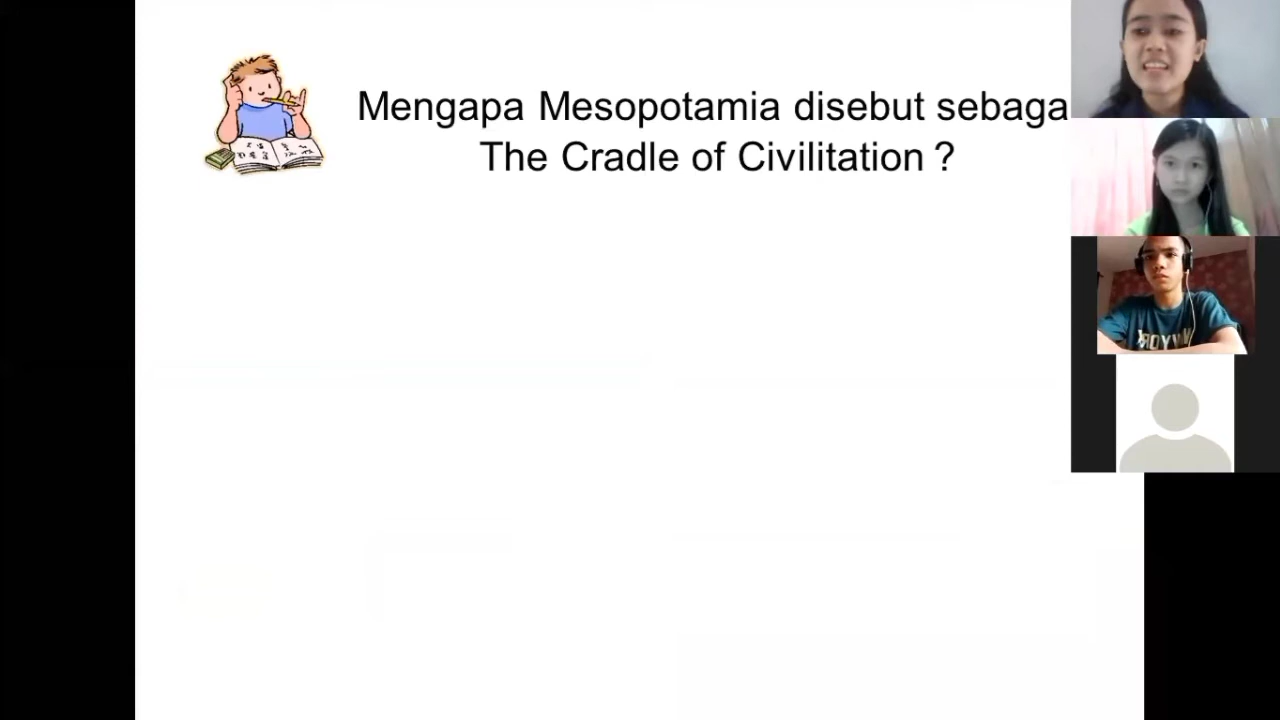 Mengapa Mesopotamia disebut sebaga
The Cradle of Civilitation ?